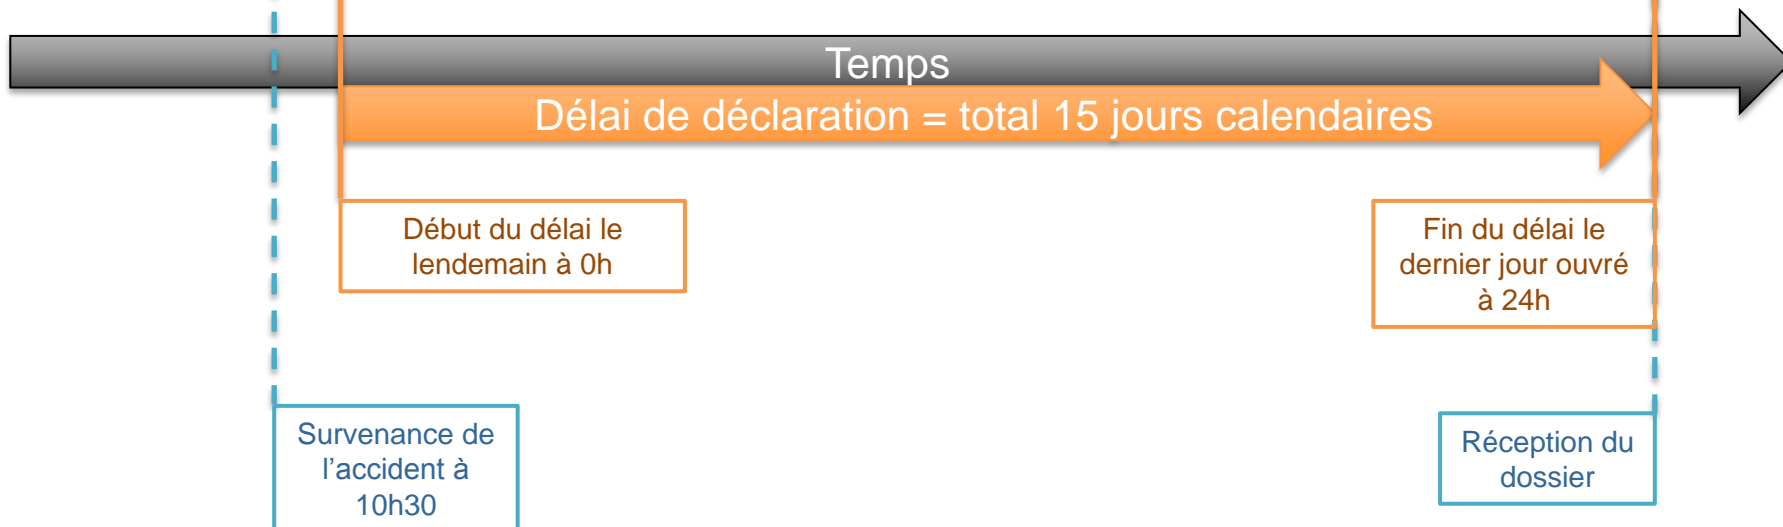 Temps
Délai de déclaration = total 15 jours calendaires
Début du délai le
lendemain à 0h
Fin du délai le
dernier jour ouvré
à 24h
Survenance de
l’accident à
10h30
Réception du
dossier